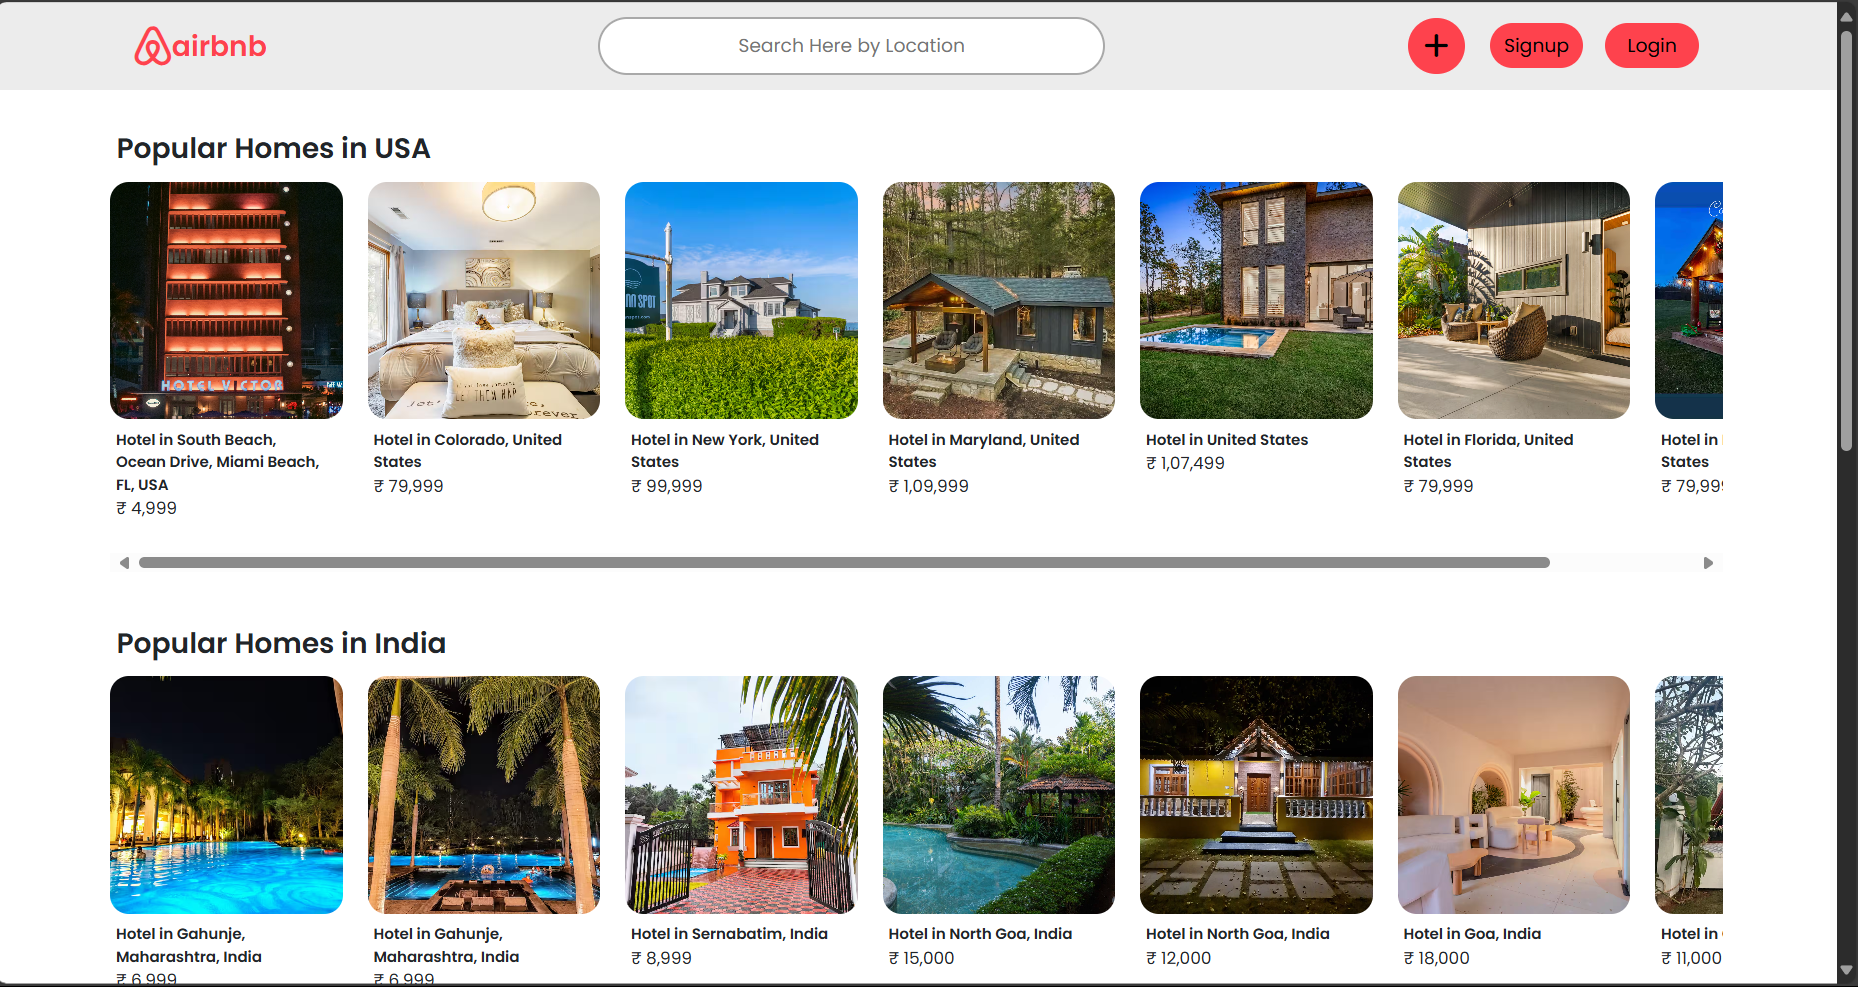 airbnb
Search Here by Location
Signup
Login
Popular Homes in USA
HOTEL VICTOR
NN SPOT
Hotel in South Beach,
Ocean Drive, Miami Beach,
FL, USA
₹ 4,999
Hotel in Colorado, United
States
₹ 79,999
Hotel in New York, United
States
₹ 99,999
Hotel in Maryland, United
States
₹ 1,09,999
Hotel in United States
₹ 1,07,499
Hotel in Florida, United
States
₹ 79,999
Hotel in
States
₹ 79,999
Popular Homes in India
Hotel in Gahunje,
Maharashtra, India
₹ 6,999
Hotel in Gahunje,
Maharashtra, India
₹ 6,999
Hotel in Sernabatim, India
₹ 8,999
Hotel in North Goa, India
₹ 15,000
Hotel in North Goa, India
₹ 12,000
Hotel in Goa, India
₹ 18,000
Hotel in
₹ 11,000